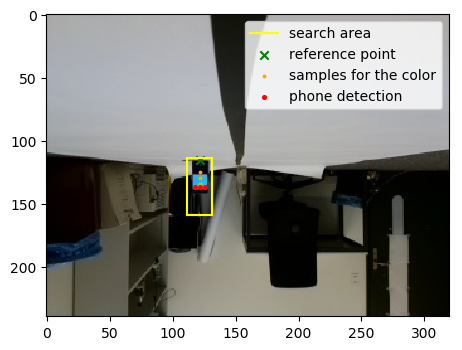 search area
reference point
samples for the color
phone detection
0
50
100
150
200
0 50 100 150 200 250 300